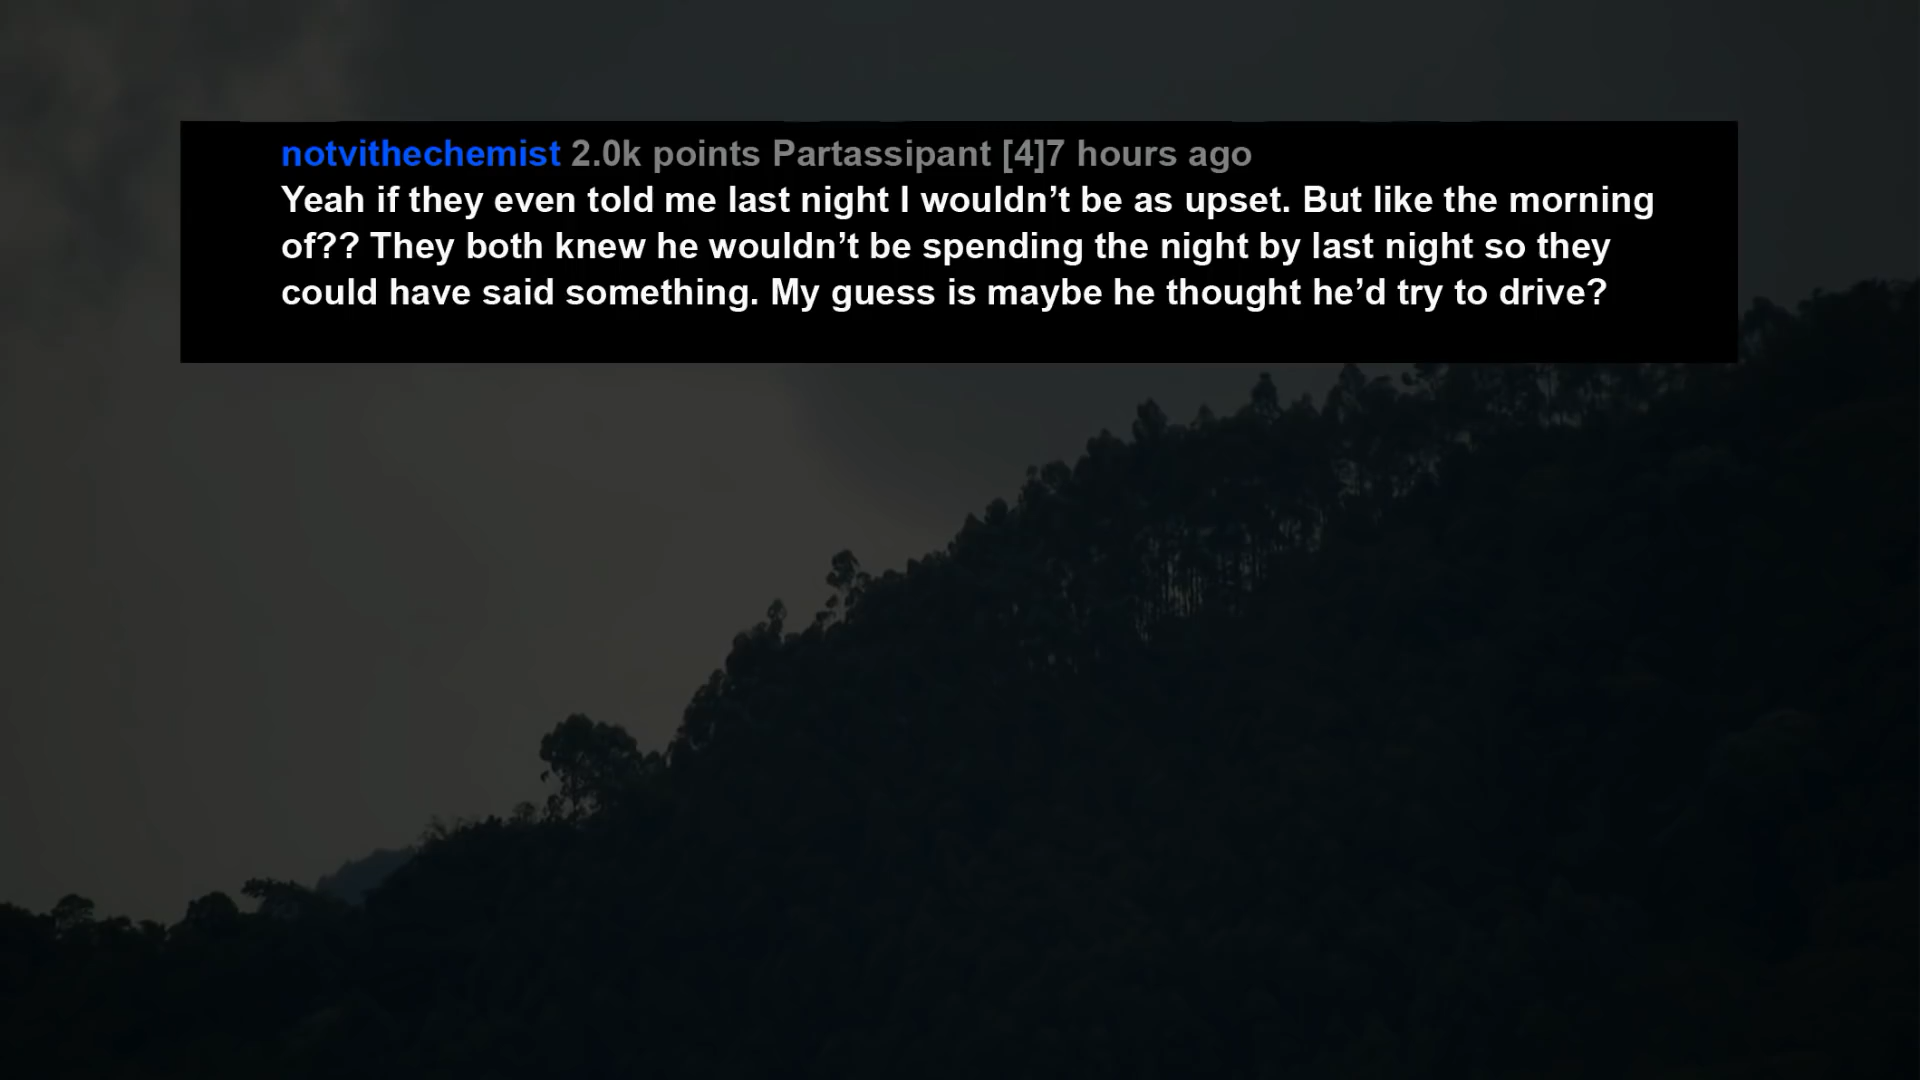 notvithechemist 2.0k points Partassipant [4]7 hours ago
Yeah if they even told me last night I wouldn’t be as upset. But like the morning
of?? They both knew he wouldn’t be spending the night by last night so they
could have said something. My guess is maybe he thought he’d try to drive?